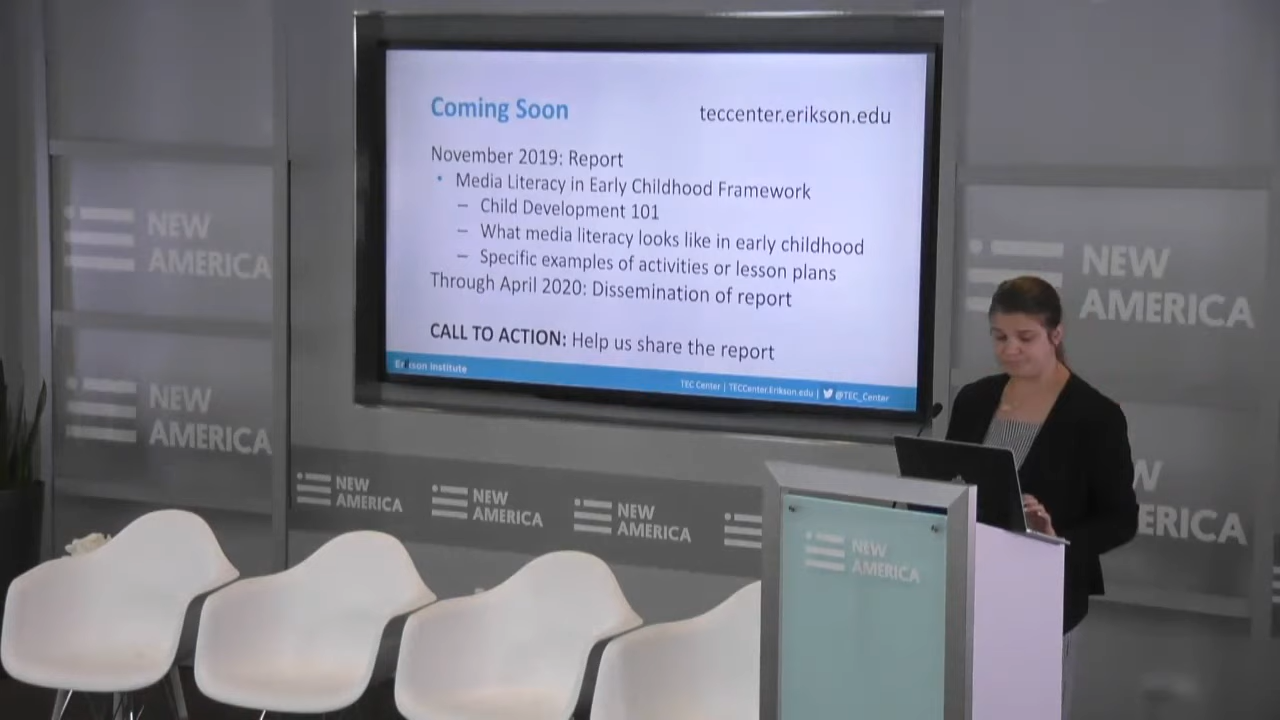 Coming Soon
teccenter.erikson.edu
November 2019: Report
• Media Literacy in Early Childhood Framework
– Child Development 101
– What media literacy looks like in early childhood
– Specific examples of activities or lesson plans
Through April 2020: Dissemination of report
CALL TO ACTION: Help us share the report
Erikson Institute
TEC Center | TECCenter.Erikson.edu | @TEC_Center
NEW
AMERICA
NEW
AMERICA
NEW
AMERICA
NEW
AMERICA
NEW
AMERICA
NEW
AMERICA
W
ERICA
NEW
AMERICA